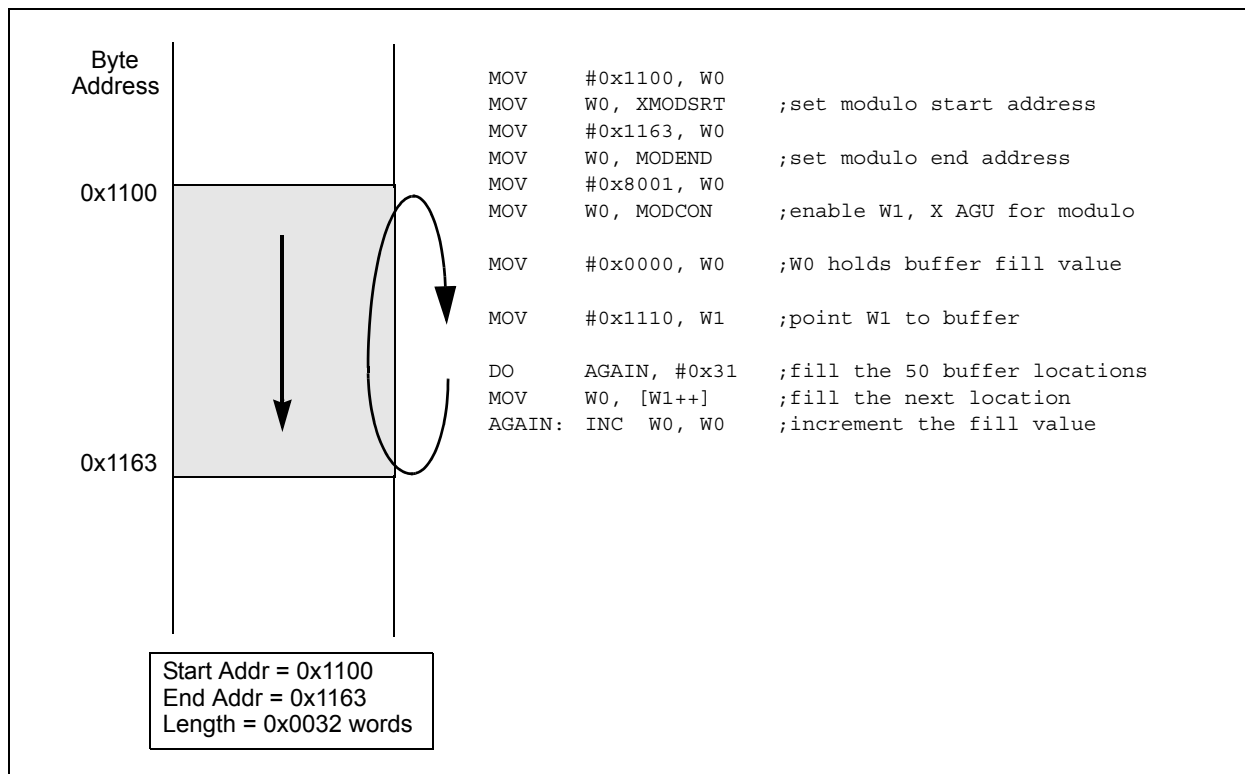 Byte
Address
0x1100
0x1163
MOV #0x1100, W0
MOV W0, XMODSRT ;set modulo start address
MOV #0x1163, W0
MOV W0, MODEND ;set modulo end address
MOV #0x8001, W0
MOV W0, MODCON ;enable W1, X AGU for modulo
MOV #0x0000, W0 ;W0 holds buffer fill value
MOV #0x1110, W1 ;point W1 to buffer
DO AGAIN, #0x31 ;fill the 50 buffer locations
MOV W0, [W1++] ;fill the next location
AGAIN: INC W0, W0 ;increment the fill value
Start Addr = 0x1100
End Addr = 0x1163
Length = 0x0032 words